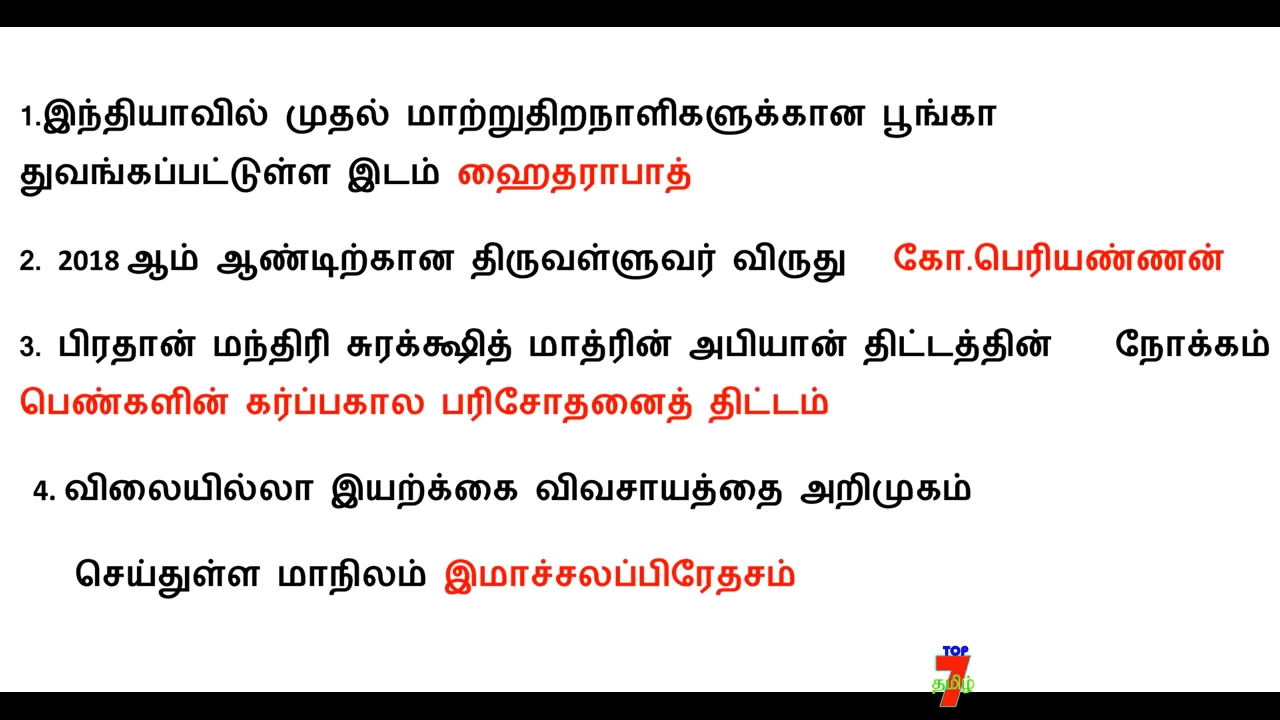 1.இந்தியாவில் முதல் மாற்றுதிறநாளிகளுக்கான பூங்கா
துவங்கப்பட்டுள்ள இடம் ஹைதராபாத்
2. 2018 ஆம் ஆண்டிற்கான திருவள்ளுவர் விருது கோ.பெரியண்ணன்
3. பிரதான் மந்திரி சுரக்ஷித் மாத்ரின் அபியான் திட்டத்தின் நோக்கம்
பெண்களின் கர்ப்பகால பரிசோதனைத் திட்டம்
4. விலையில்லா இயற்க்கை விவசாயத்தை அறிமுகம்
செய்துள்ள மாநிலம் இமாச்சலப்பிரேதசம்
TOP
7
தமிழ்